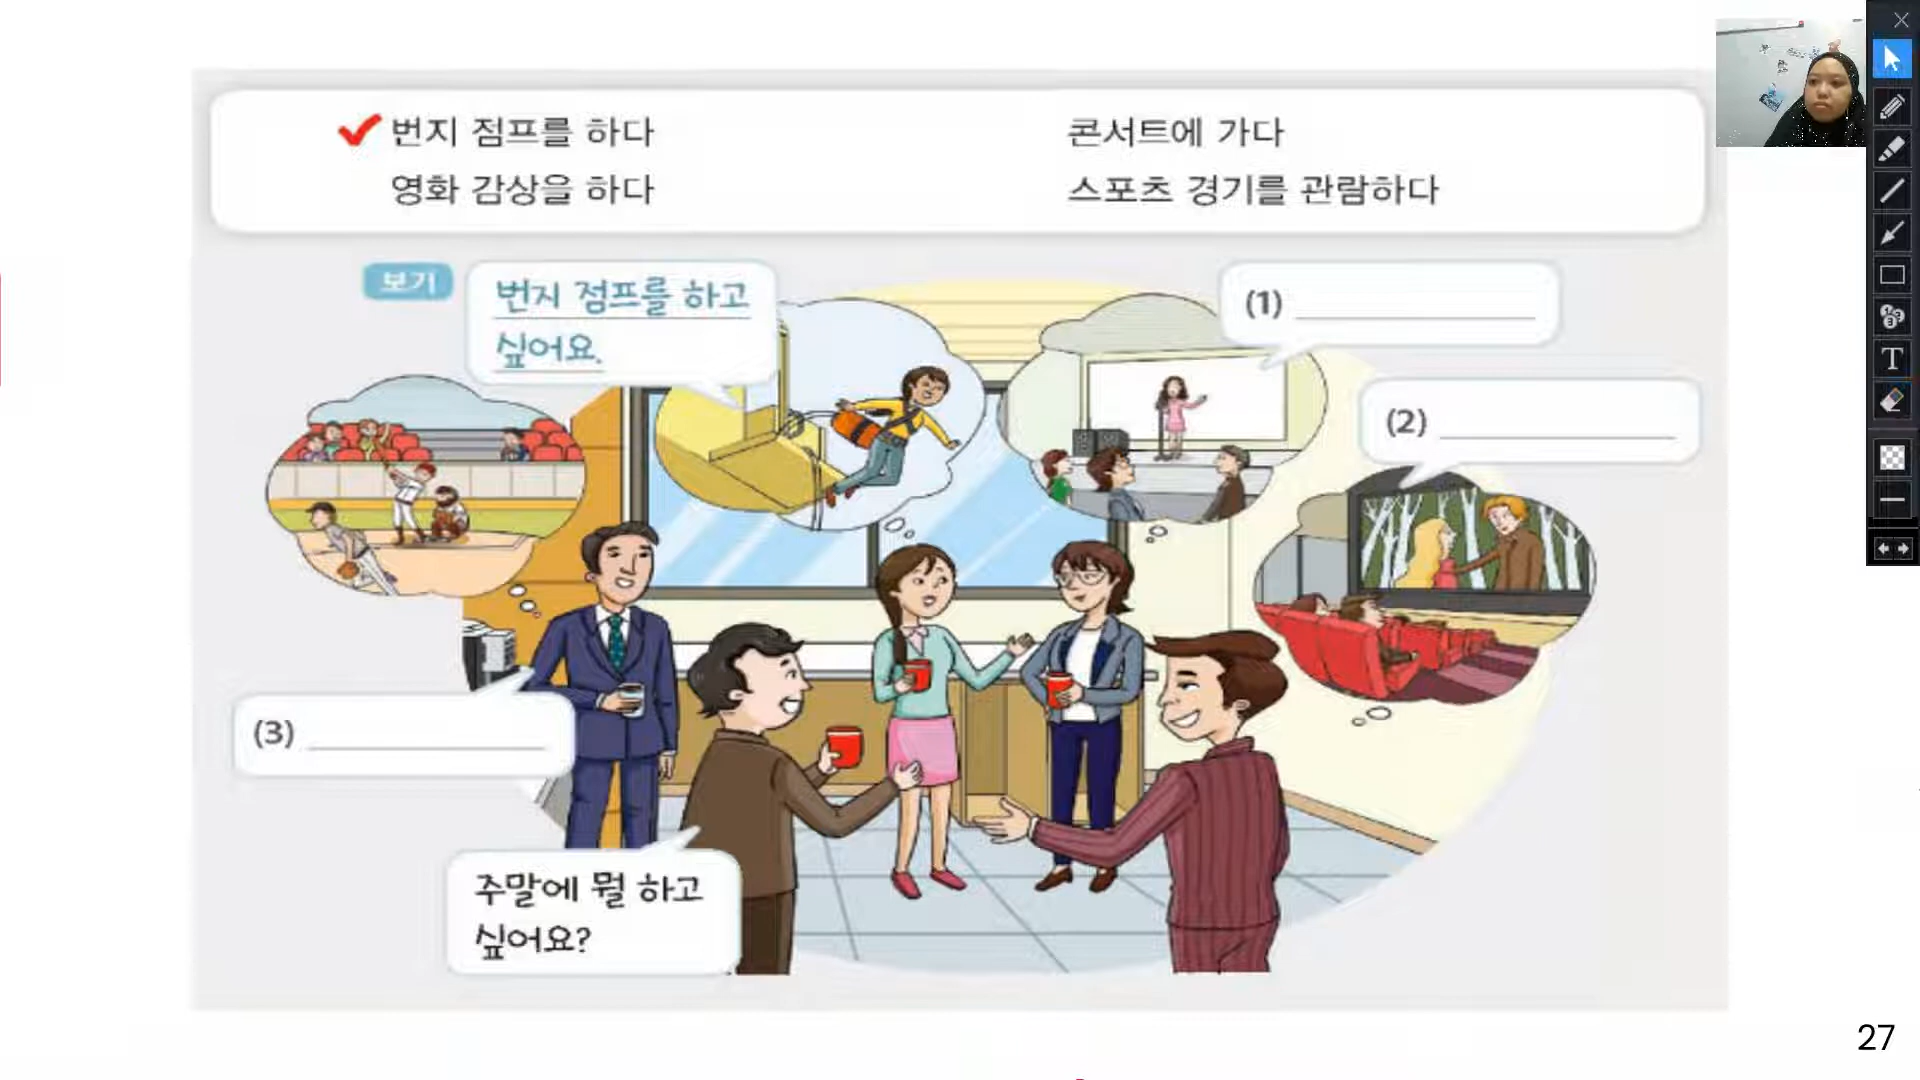 번지 점프를 하다
콘서트에 가다
영화 감상을 하다
스포츠 경기를 관람하다
보기
번지 점프를 하고
싶어요.
(1)
(2)
(3)
주말에 뭘 하고
싶어요?
27